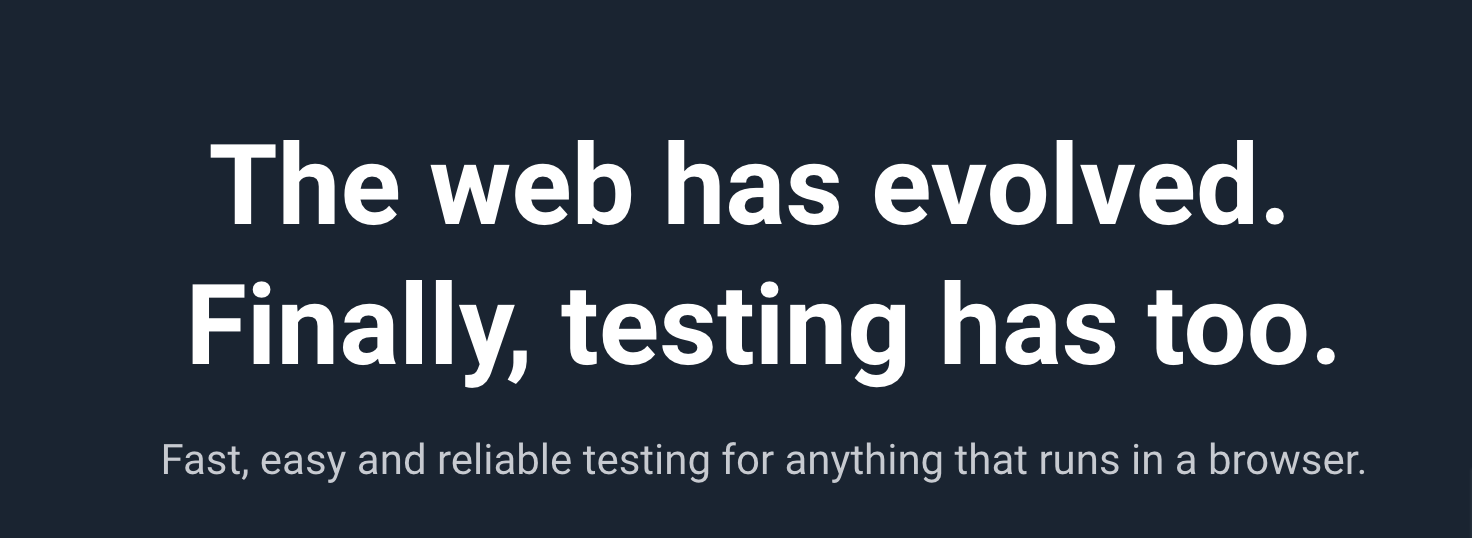 The web has evolved.
Finally, testing has too.
Fast, easy and reliable testing for anything that runs in a browser.